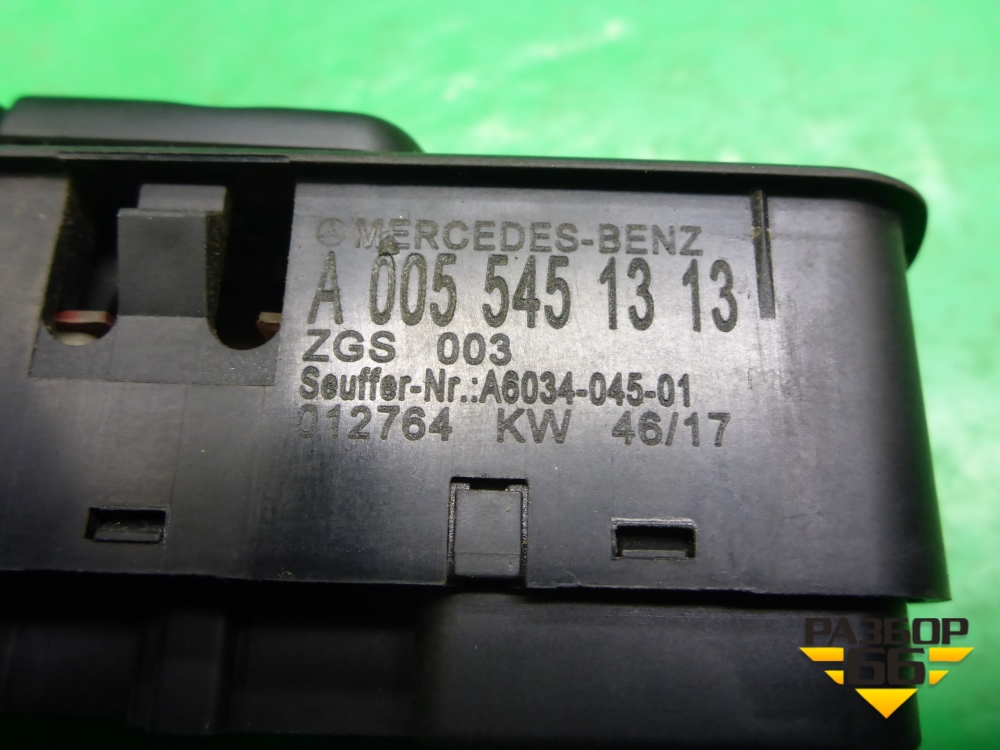 MERCEDES-BENZ
A 005 545 13 13
ZGS 003
Seuffer-Nr.:A6034-045-01
012764 KW 46/17
РАЗБОР
66